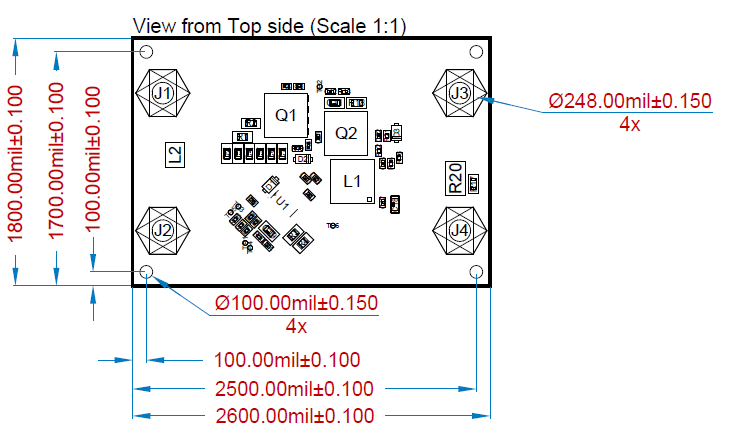 View from Top side (Scale 1:1)
J1
J3
Q1
Q2
L2
L1
R20
U1
J2
J4
D2
Ø248.00mil±0.150
4x
1800.00mil±0.100
1700.00mil±0.100
100.00mil±0.100
Ø100.00mil±0.150
4x
100.00mil±0.100
2500.00mil±0.100
2600.00mil±0.100